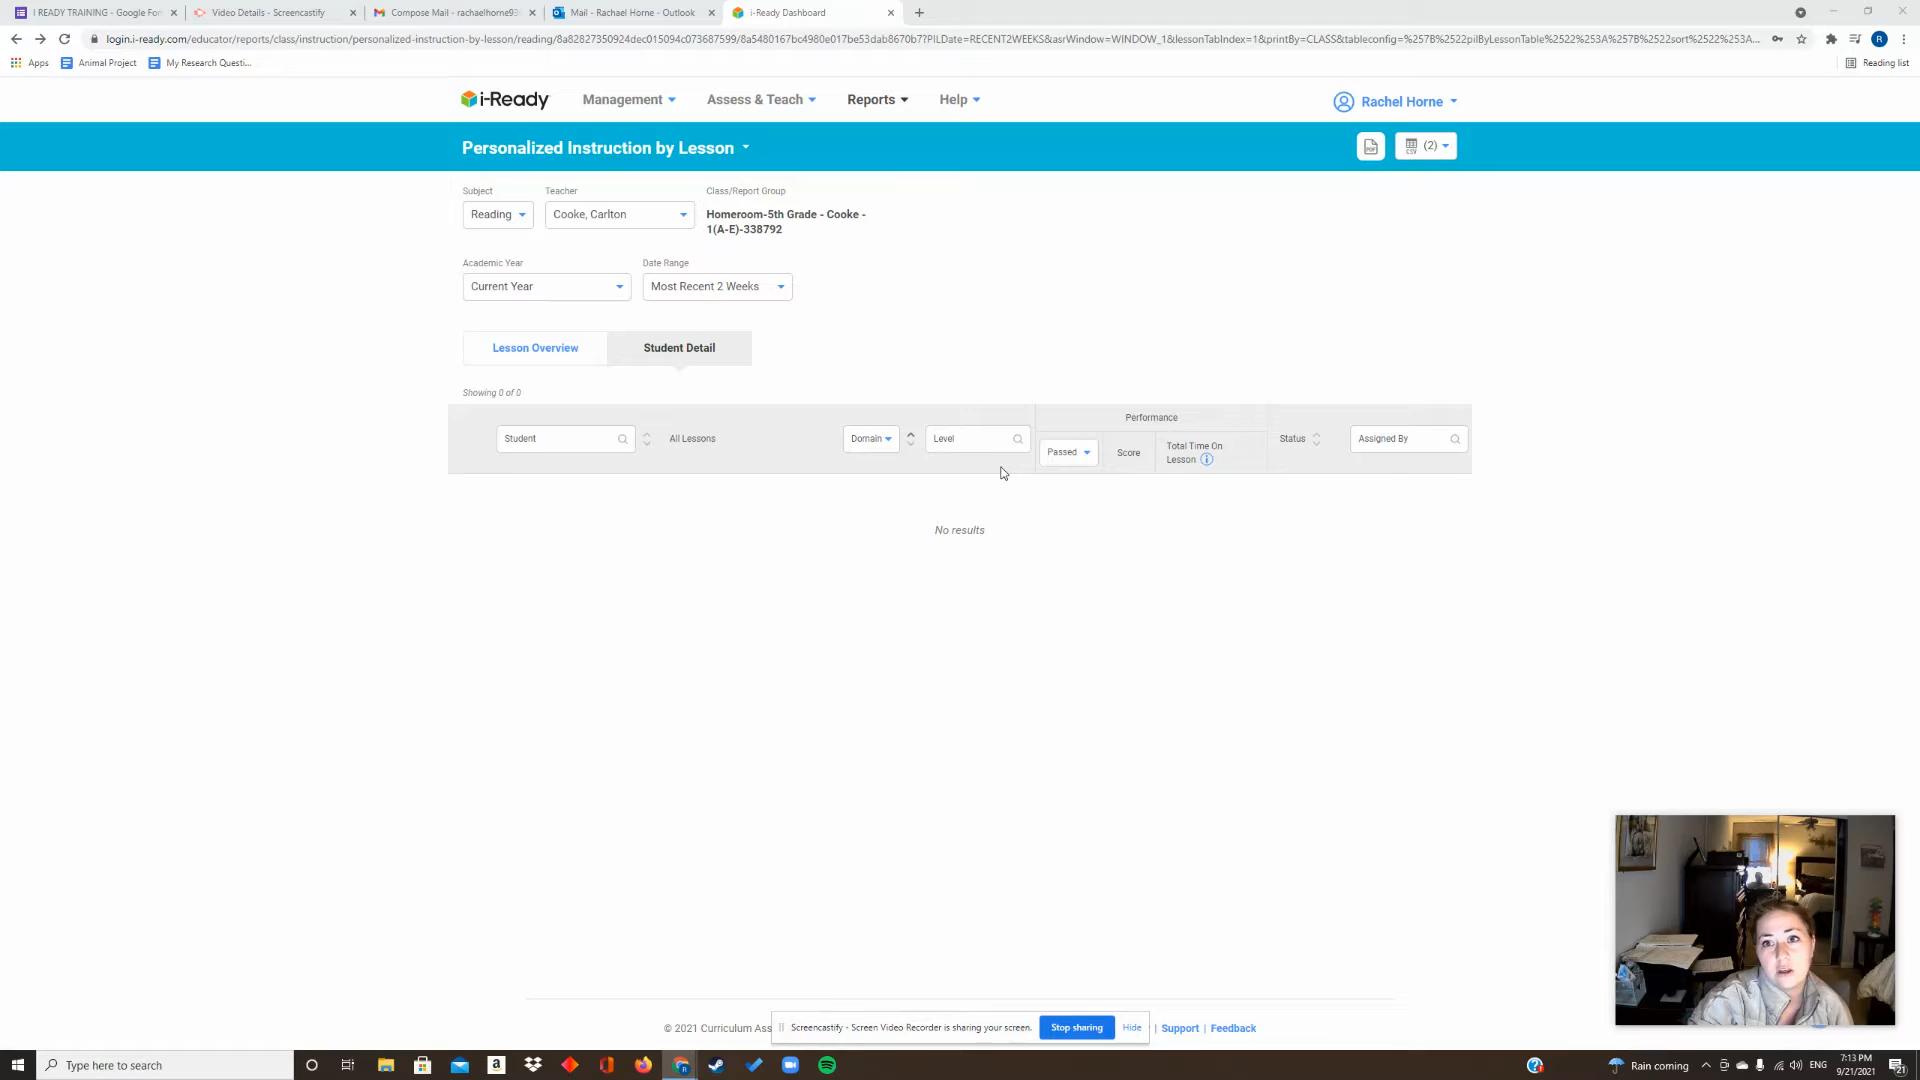 I READY TRAINING - Google For
Video Details - Screencastify
Compose Mail - rachaelhorne93
Mail - Rachael Horne - Outlook
i-Ready Dashboard
login.i-ready.com/educator/reports/class/instruction/personalized-instruction-by-lesson/reading/8a82827350924dec015094c073687599/8a5480167bc4980e017be53dab8670b7?PILDate=RECENT2WEEKS&asrWindow=WINDOW_1&lessonTabIndex=1&printBy=CLASS&tableconfig=%257B%2522pilByLessonTable%2522%253A%257B%2522sort%2522%253A...
R
Apps
Animal Project
My Research Questi...
Reading list
i-Ready
Management
Assess & Teach
Reports
Help
Rachel Horne
Personalized Instruction by Lesson
PDF
CSV
(2)
Subject
Teacher
Class/Report Group
Reading
Cooke, Carlton
Homeroom-5th Grade - Cooke -
1(A-E)-338792
Academic Year
Date Range
Current Year
Most Recent 2 Weeks
Lesson Overview
Student Detail
Showing 0 of 0
Performance
Student
All Lessons
Domain
Level
Passed
Score
Total Time On
Lesson
Status
Assigned By
No results
© 2021 Curriculum Ass
Screencastify - Screen Video Recorder is sharing your screen.
Stop sharing
Hide
| Support | Feedback
Type here to search
Rain coming
ENG
7:13 PM
9/21/2021
21